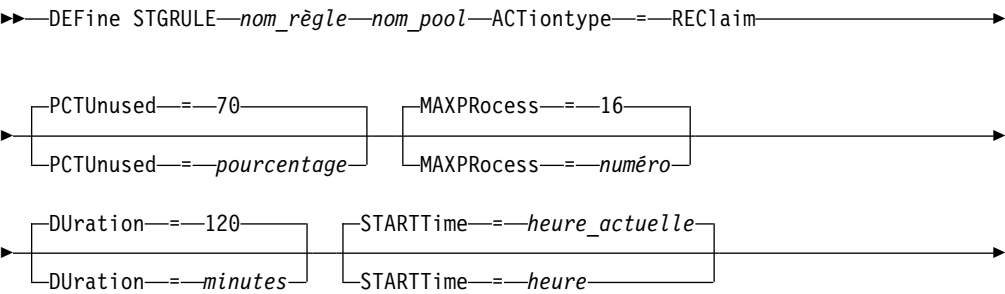 DEFine STGRULE nom_règle nom_pool ACTiontype = REClaim
PCTUnused = 70 MAXPRocess = 16
PCTUnused = pourcentage MAXPRocess = numéro
DUration = 120 STARTTime = heure_actuelle
DUration = minutes STARTTime = heure